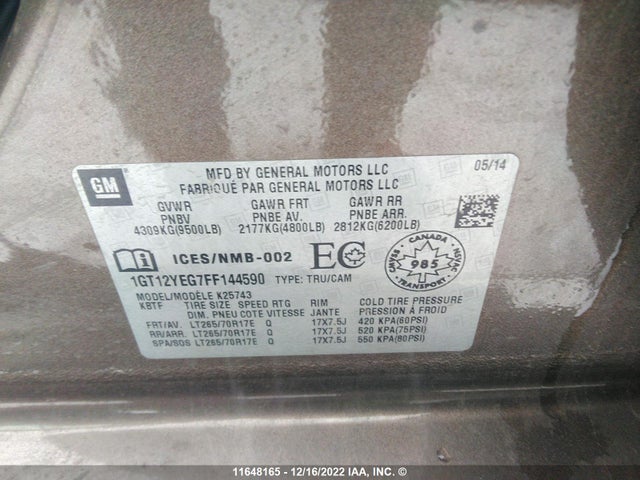 GM
MFD BY GENERAL MOTORS LLC
05/14
FABRIQUÉ PAR GENERAL MOTORS LLC
GVWR GAWR FRT GAWR RR
PNBV PNBE AV. PNBE ARR.
4309KG(9500LB) 2177KG(4800LB) 2812KG(6200LB)
ICES/NMB-002 EC
CANADA
985
CMVSS NSVAC
TRANSPORT
1GT12YEG7FF144590 TYPE: TRU/CAM
MODEL/MODÈLE K25743
KBTF TIRE SIZE SPEED RTG RIM COLD TIRE PRESSURE
DIM. PNEU COTE VITESSE JANTE PRESSION À FROID
FRT/AV. LT265/70R17E Q 17X7.5J 420 KPA(60PSI)
RR/ARR. LT265/70R17E Q 17X7.5J 520 KPA(75PSI)
SPA/SOS LT265/70R17E Q 17X7.5J 550 KPA(80PSI)
11648165 - 12/16/2022 IAA, INC. ©